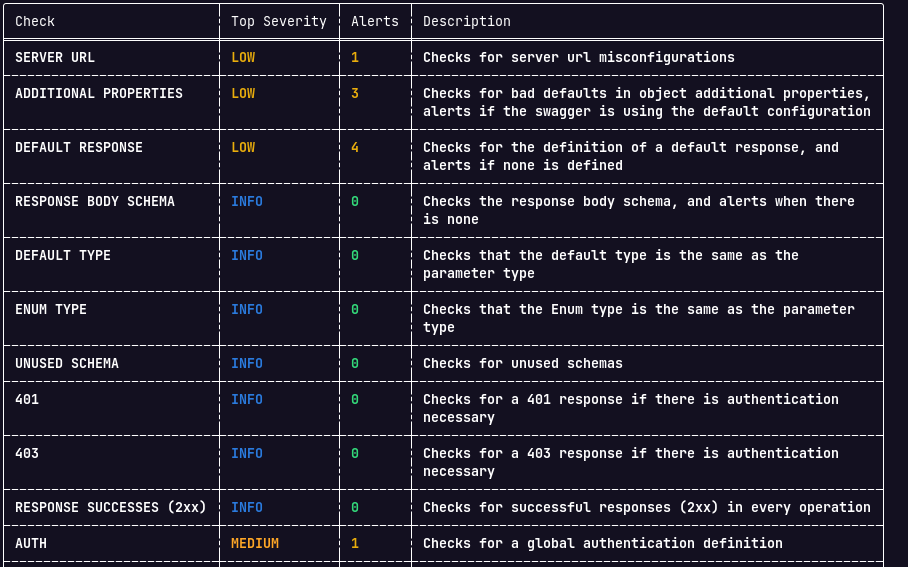 Check Top Severity Alerts Description
SERVER URL LOW 1 Checks for server url misconfigurations
ADDITIONAL PROPERTIES LOW 3 Checks for bad defaults in object additional properties,
alerts if the swagger is using the default configuration
DEFAULT RESPONSE LOW 4 Checks for the definition of a default response, and
alerts if none is defined
RESPONSE BODY SCHEMA INFO 0 Checks the response body schema, and alerts when there
is none
DEFAULT TYPE INFO 0 Checks that the default type is the same as the
parameter type
ENUM TYPE INFO 0 Checks that the Enum type is the same as the parameter
type
UNUSED SCHEMA INFO 0 Checks for unused schemas
401 INFO 0 Checks for a 401 response if there is authentication
necessary
403 INFO 0 Checks for a 403 response if there is authentication
necessary
RESPONSE SUCCESSES (2xx) INFO 0 Checks for successful responses (2xx) in every operation
AUTH MEDIUM 1 Checks for a global authentication definition